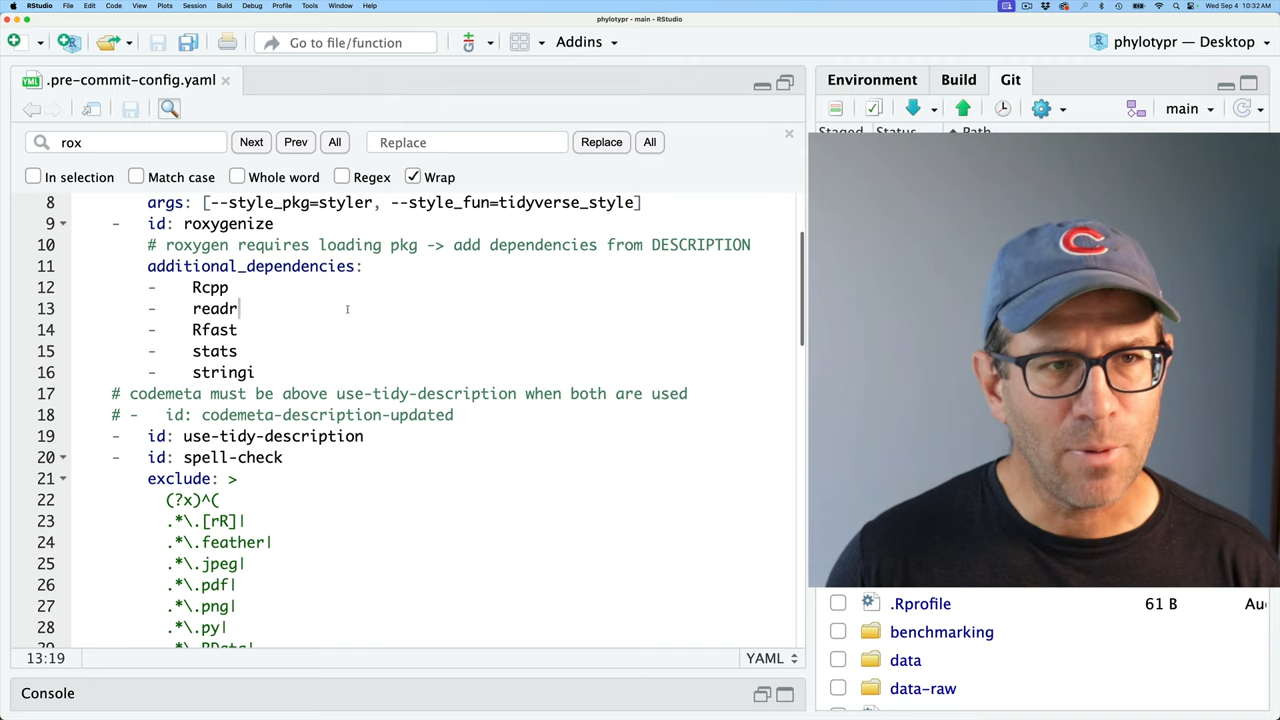 RStudio File Edit Code View Plots Session Build Debug Profile Tools Window Help Wed Sep 4 10:32 AM
phylotypr - main - RStudio
Go to file/function Addins phylotypr — Desktop
.pre-commit-config.yaml
Environment Build Git
main
rox Next Prev All Replace Replace All
Staged Status Path
In selection Match case Whole word Regex Wrap
8 args: [--style_pkg=styler, --style_fun=tidyverse_style]
9 - id: roxygenize
10 # roxygen requires loading pkg -> add dependencies from DESCRIPTION
11 additional_dependencies:
12 - Rcpp
13 - readr
14 - Rfast
15 - stats
16 - stringi
17 # codemeta must be above use-tidy-description when both are used
18 # - id: codemeta-description-updated
19 - id: use-tidy-description
20 - id: spell-check
21 exclude: >
22 (?x)^(
23 .*\.[rR]|
24 .*\.feather|
25 .*\.jpeg|
26 .*\.pdf|
27 .*\.png|
28 .*\.py|
29 .*\.RData|
13:19 YAML
Console
C
.Rprofile 61 B Au
benchmarking
data
data-raw